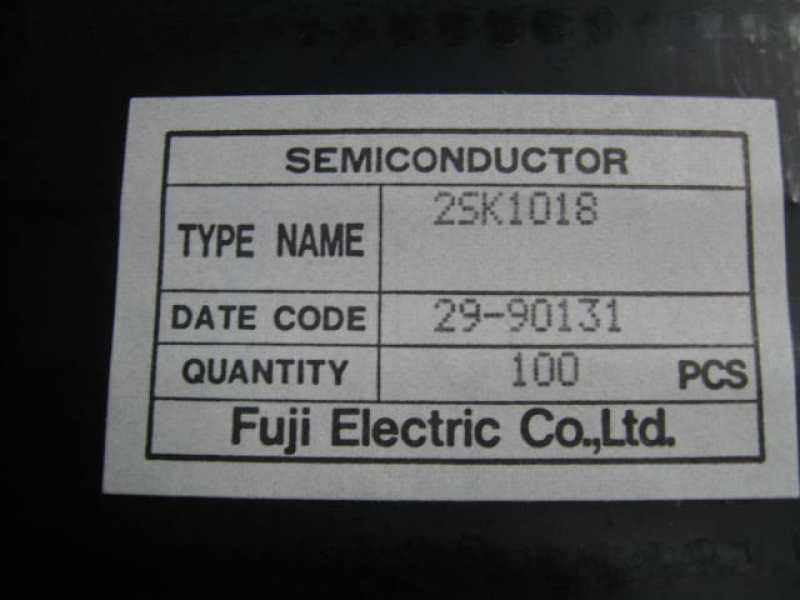 SEMICONDUCTOR
TYPE NAME 2SK1018
DATE CODE 29-90131
QUANTITY 100 PCS
Fuji Electric Co.,Ltd.